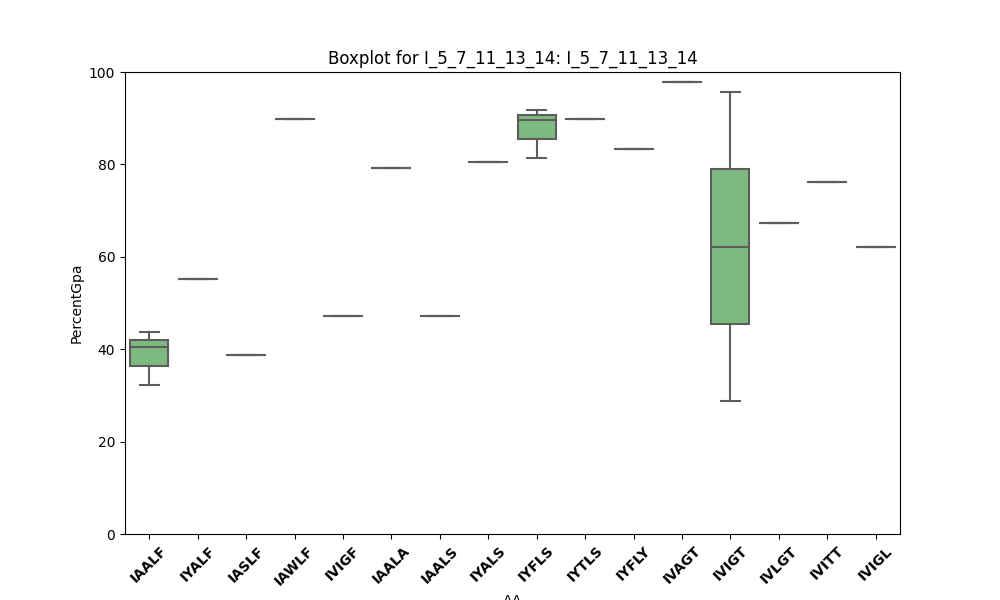 Boxplot for I_5_7_11_13_14: I_5_7_11_13_14
100
80
60
40
20
0
PercentGpa
IAALF IYALF IASLF IAWLF IVIGF IAALA IAALS IYALS IYFLS IYTLS IYFLY IVAGT IVIGT IVLGT IVITT IVIGL
AA